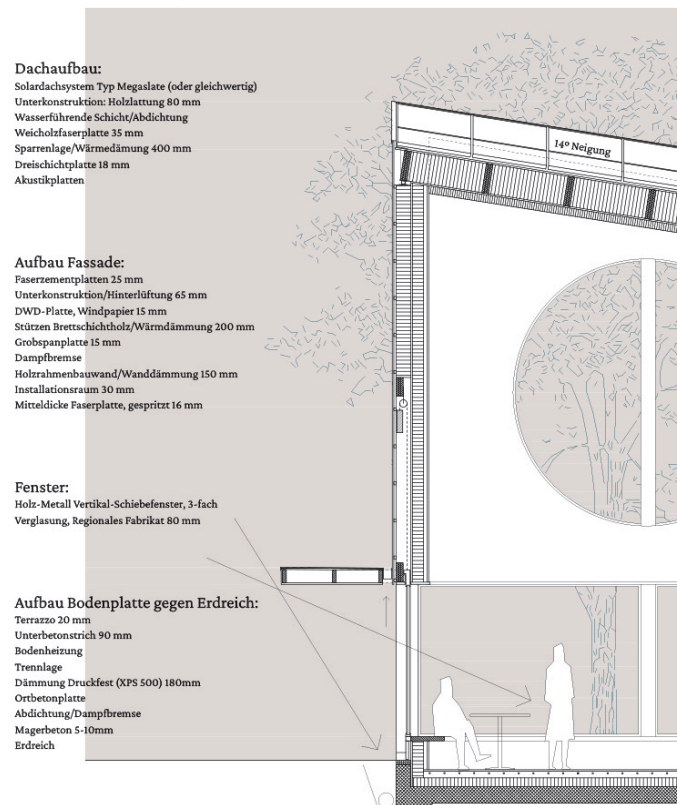 Dachaufbau:
Solardachsystem Typ Megaslate (oder gleichwertig)
Unterkonstruktion: Holzlattung 80 mm
Wasserführende Schicht/Abdichtung
Weicholzfaserplatte 35 mm
Sparrenlage/Wärmedämung 400 mm
Dreischichtplatte 18 mm
Akustikplatten
14º Neigung
Aufbau Fassade:
Faserzementplatten 25 mm
Unterkonstruktion/Hinterlüftung 65 mm
DWD-Platte, Windpapier 15 mm
Stützen Brettschichtholz/Wärmdämmung 200 mm
Grobspanplatte 15 mm
Dampfbremse
Holzrahmenbauwand/Wanddämmung 150 mm
Installationsraum 30 mm
Mitteldicke Faserplatte, gespritzt 16 mm
Fenster:
Holz-Metall Vertikal-Schiebefenster, 3-fach
Verglasung, Regionales Fabrikat 80 mm
Aufbau Bodenplatte gegen Erdreich:
Terrazzo 20 mm
Unterbetonstrich 90 mm
Bodenheizung
Trennlage
Dämmung Druckfest (XPS 500) 180mm
Ortbetonplatte
Abdichtung/Dampfbremse
Magerbeton 5-10mm
Erdreich